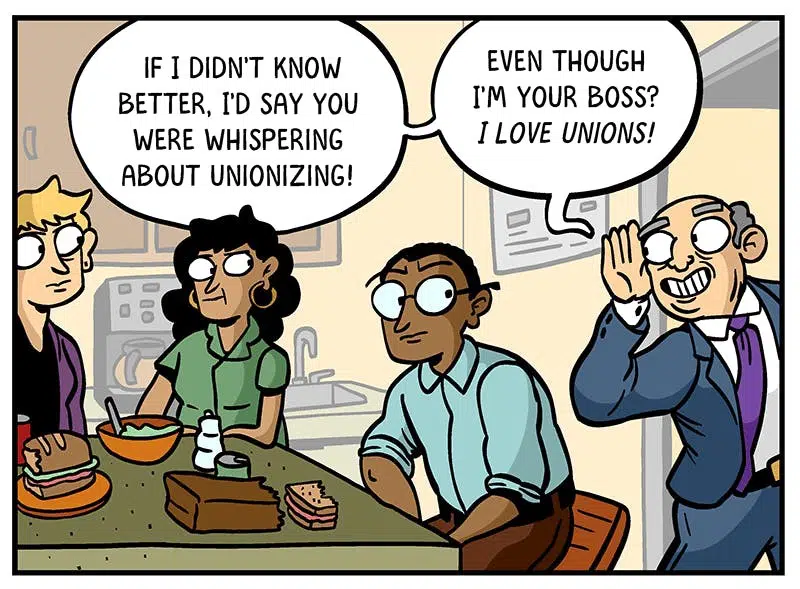 IF I DIDN'T KNOW
BETTER, I'D SAY YOU
WERE WHISPERING
ABOUT UNIONIZING!
EVEN THOUGH
I'M YOUR BOSS?
I LOVE UNIONS!